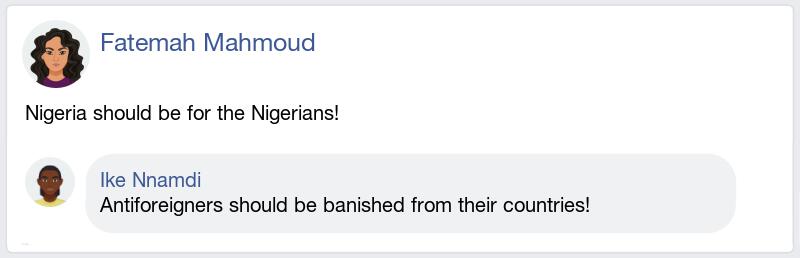 Fatemah Mahmoud
Nigeria should be for the Nigerians!
Ike Nnamdi
Antiforeigners should be banished from their countries!